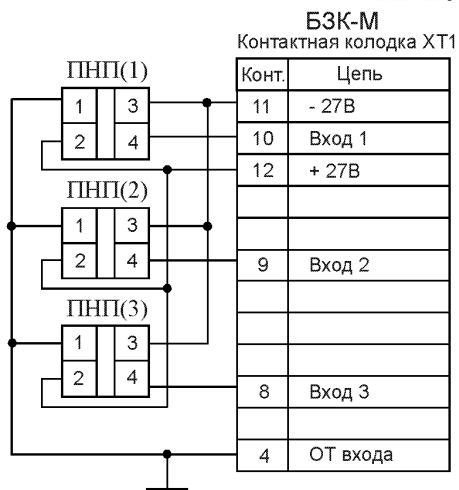 БЗК-М
Контактная колодка ХТ1
ПНП(1)
Конт. Цепь
1 3
11 - 27В
2 4
10 Вход 1
12 + 27В
ПНП(2)
1 3
2 4
9 Вход 2
ПНП(3)
1 3
2 4
8 Вход 3
4 ОТ входа